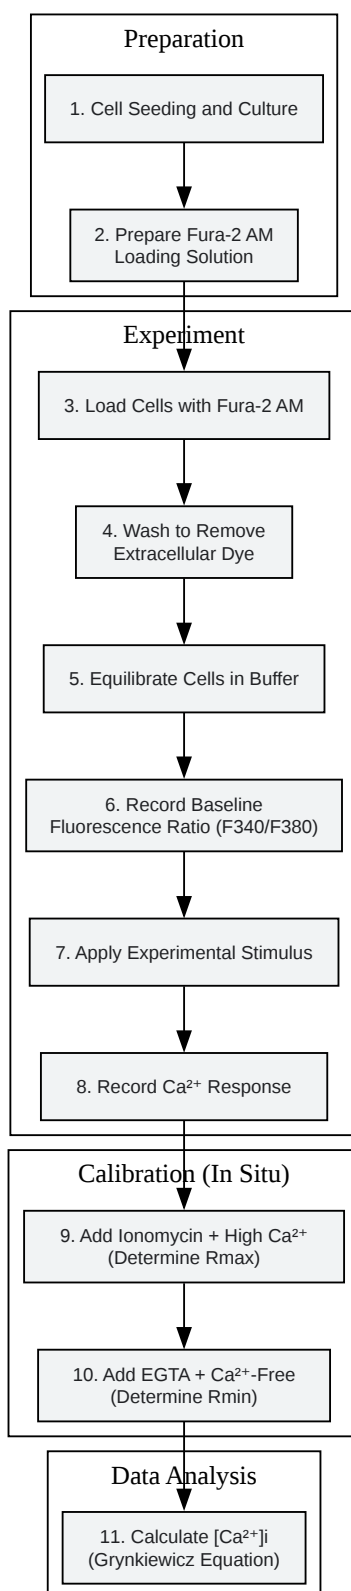 Preparation
1. Cell Seeding and Culture
2. Prepare Fura-2 AM
Loading Solution
Experiment
3. Load Cells with Fura-2 AM
4. Wash to Remove
Extracellular Dye
5. Equilibrate Cells in Buffer
6. Record Baseline
Fluorescence Ratio (F340/F380)
7. Apply Experimental Stimulus
8. Record Ca²⁺ Response
Calibration (In Situ)
9. Add Ionomycin + High Ca²⁺
(Determine Rmax)
10. Add EGTA + Ca²⁺-Free
(Determine Rmin)
Data Analysis
11. Calculate [Ca²⁺]i
(Grynkiewicz Equation)